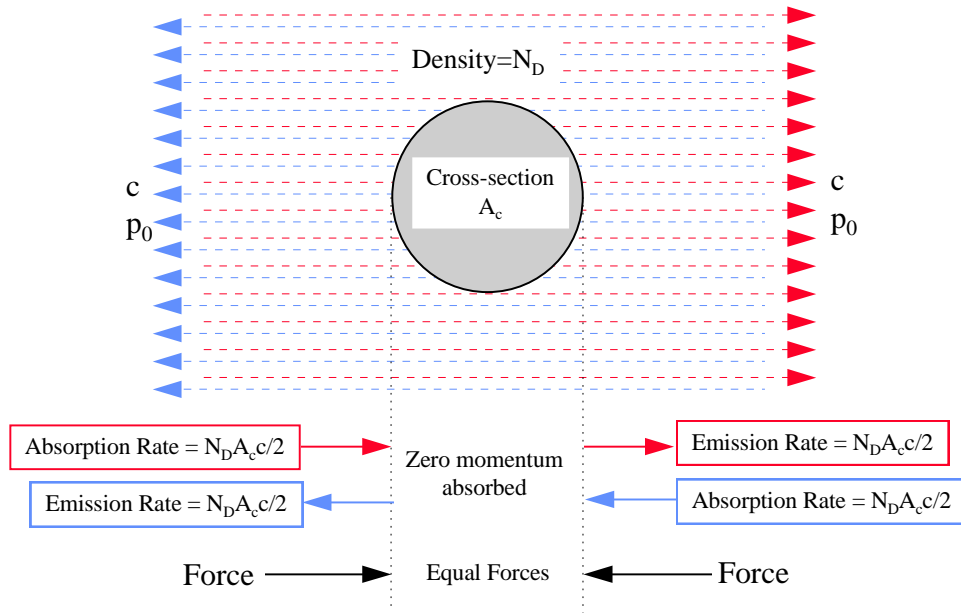 Density=N_D
c
p_0
Cross-section
A_c
c
p_0
Absorption Rate = N_DA_cc/2
Emission Rate = N_DA_cc/2
Zero momentum
absorbed
Emission Rate = N_DA_cc/2
Absorption Rate = N_DA_cc/2
Force
Equal Forces
Force